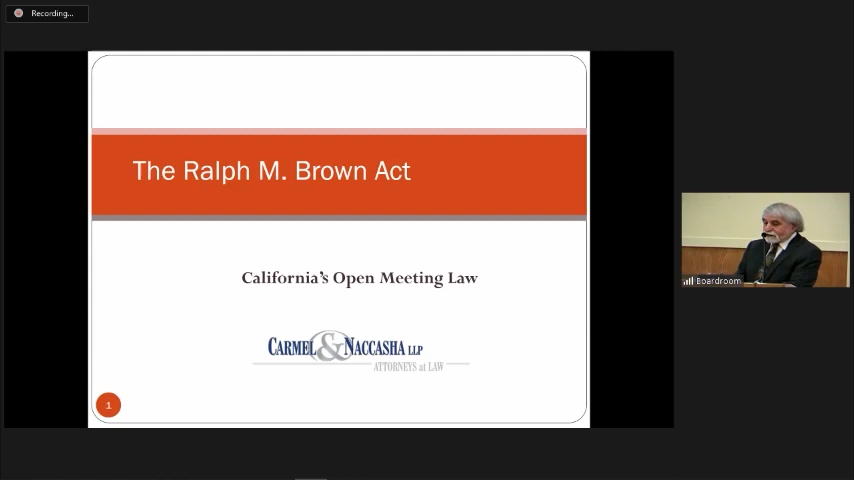 Recording...
The Ralph M. Brown Act
California's Open Meeting Law
CARMEL & NACCASHA LLP
ATTORNEYS at LAW
1
Boardroom